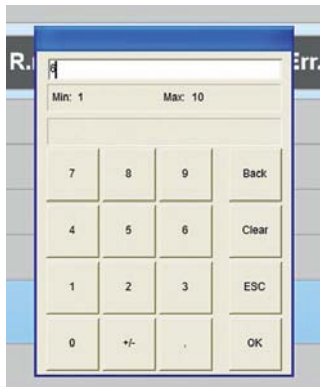 R.
Err.
6
Min: 1 Max: 10
7 8 9 Back
4 5 6 Clear
1 2 3 ESC
0 +/- , OK